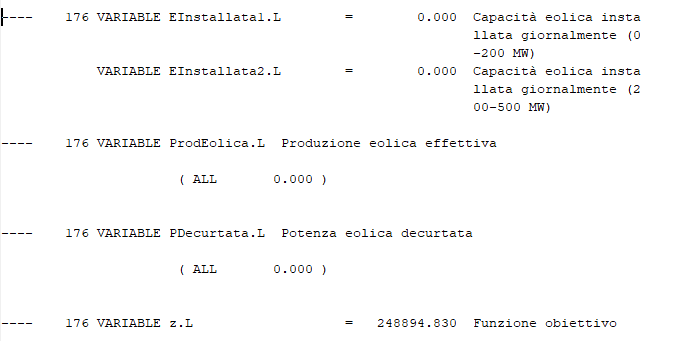 ----    176 VARIABLE EInstallata1.L        =        0.000  Capacità eolica insta
                                                           llata giornalmente (0
                                                           -200 MW)
            VARIABLE EInstallata2.L        =        0.000  Capacità eolica insta
                                                           llata giornalmente (2
                                                           00-500 MW)
----    176 VARIABLE ProdEolica.L  Produzione eolica effettiva
                      ( ALL       0.000 )
----    176 VARIABLE PDecurtata.L  Potenza eolica decurtata
                      ( ALL       0.000 )
----    176 VARIABLE z.L                   =   248894.830  Funzione obiettivo